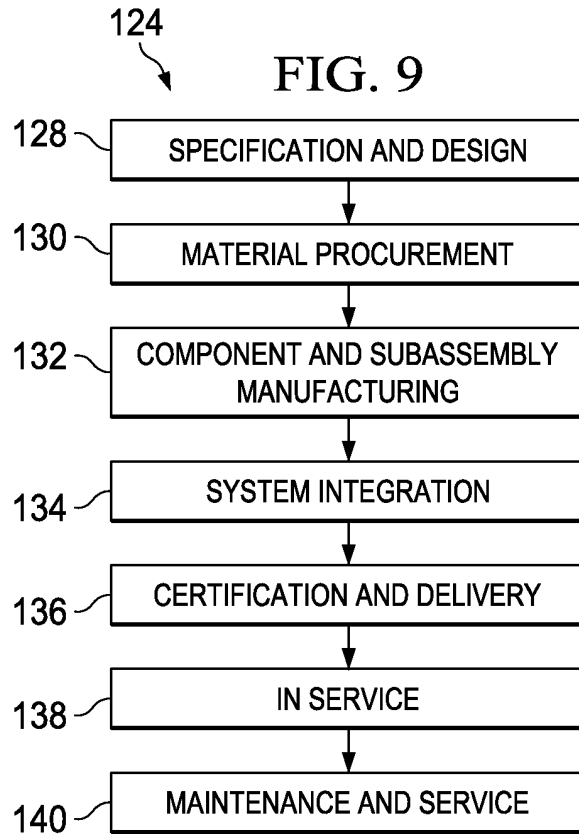 124
FIG. 9
128
SPECIFICATION AND DESIGN
130
MATERIAL PROCUREMENT
132
COMPONENT AND SUBASSEMBLY
MANUFACTURING
134
SYSTEM INTEGRATION
136
CERTIFICATION AND DELIVERY
138
IN SERVICE
140
MAINTENANCE AND SERVICE